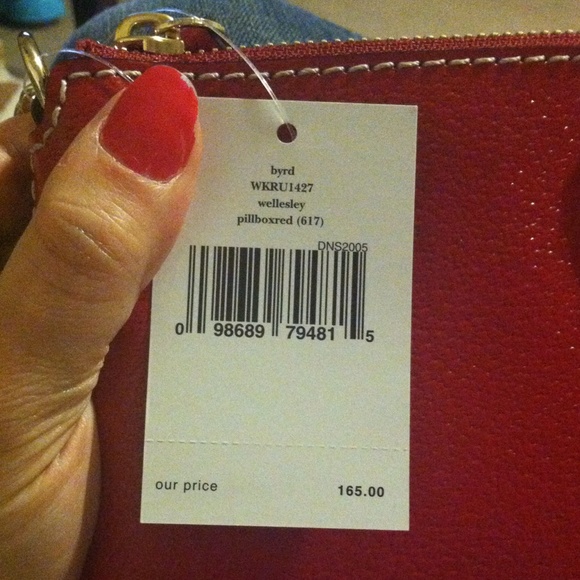 byrd
WKRU1427
wellesley
pillboxred (617)
DNS2005
0 98689 79481 5
our price 165.00